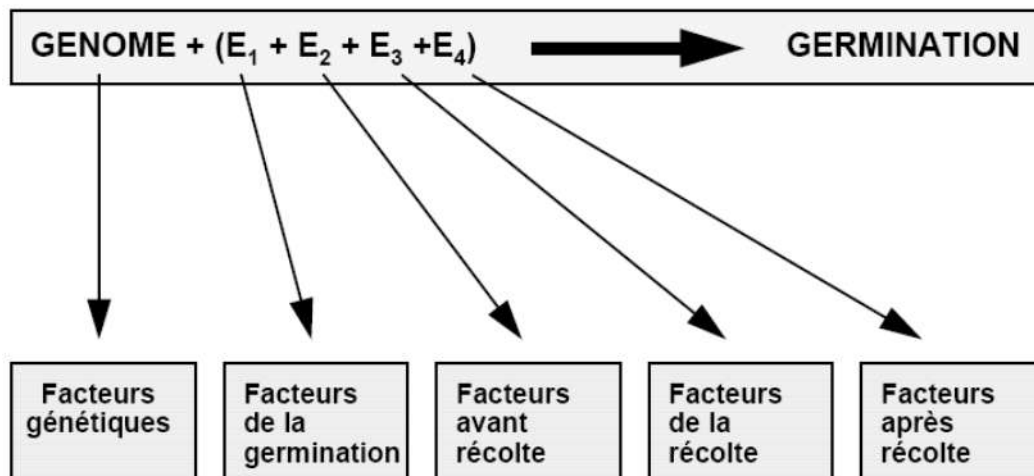 GENOME + (E₁ + E₂ + E₃ +E₄) GERMINATION
Facteurs
génétiques
Facteurs
de la
germination
Facteurs
avant
récolte
Facteurs
de la
récolte
Facteurs
après
récolte